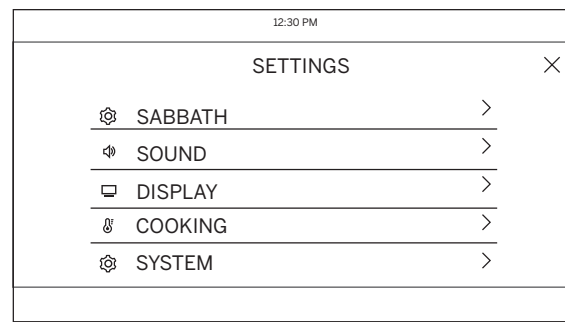 12:30 PM
SETTINGS
SABBATH
SOUND
DISPLAY
COOKING
SYSTEM